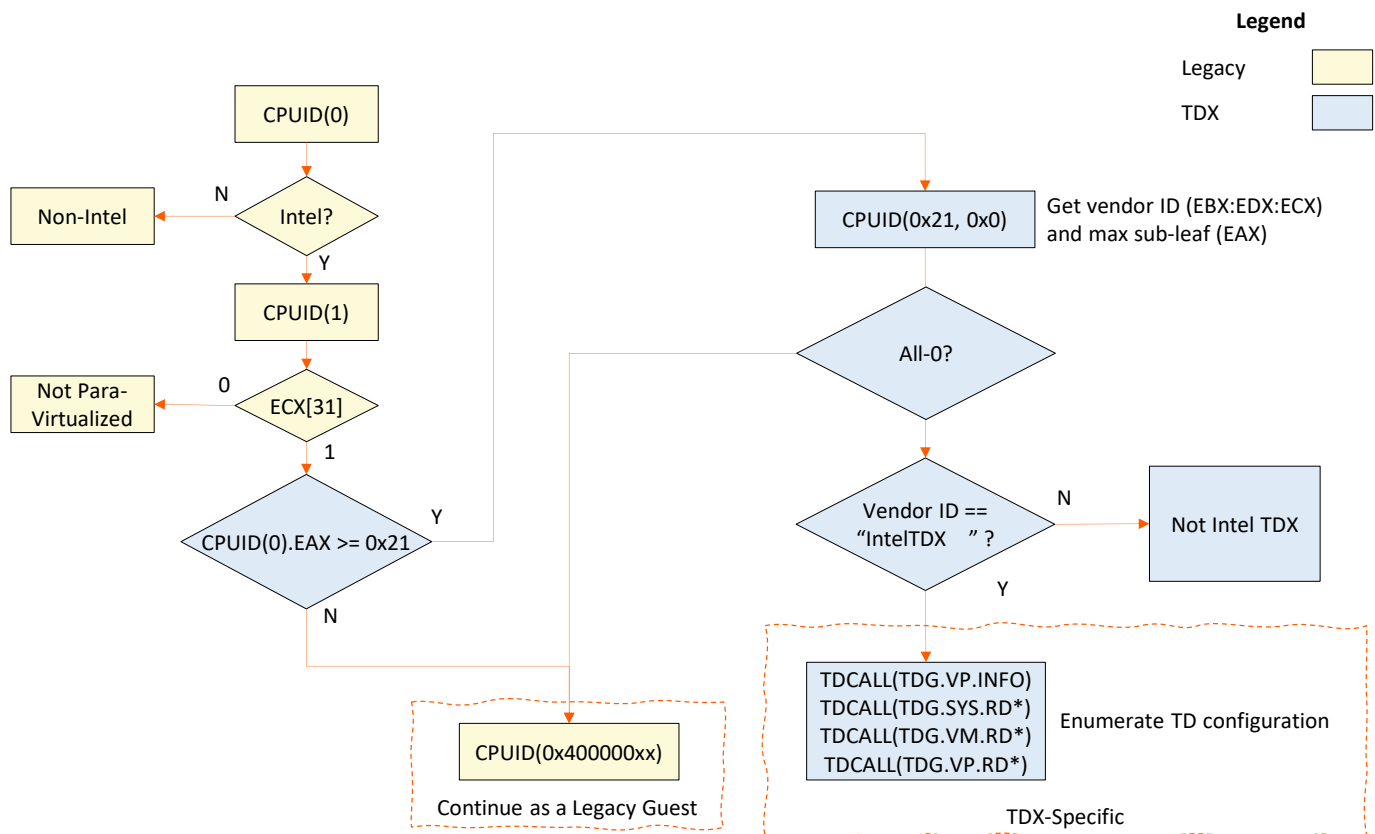 Legend
Legacy
TDX
CPUID(0)
Intel?
N
Non-Intel
Y
CPUID(1)
ECX[31]
0
Not Para-
Virtualized
1
CPUID(0).EAX >= 0x21
Y
N
CPUID(0x21, 0x0)
Get vendor ID (EBX:EDX:ECX)
and max sub-leaf (EAX)
All-0?
Vendor ID ==
“IntelTDX    ” ?
N
Not Intel TDX
Y
TDCALL(TDG.VP.INFO)
TDCALL(TDG.SYS.RD*)
TDCALL(TDG.VM.RD*)
TDCALL(TDG.VP.RD*)
Enumerate TD configuration
CPUID(0x400000xx)
Continue as a Legacy Guest
TDX-Specific